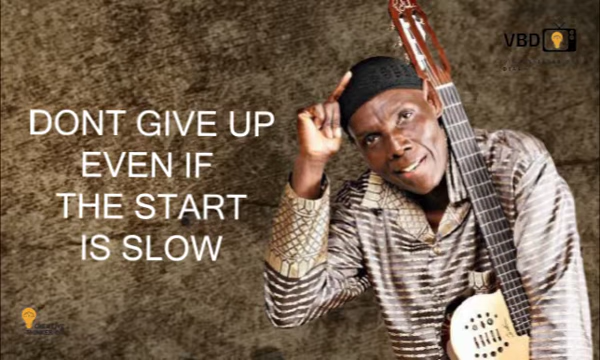 VBD
DONT GIVE UP
EVEN IF
THE START
IS SLOW